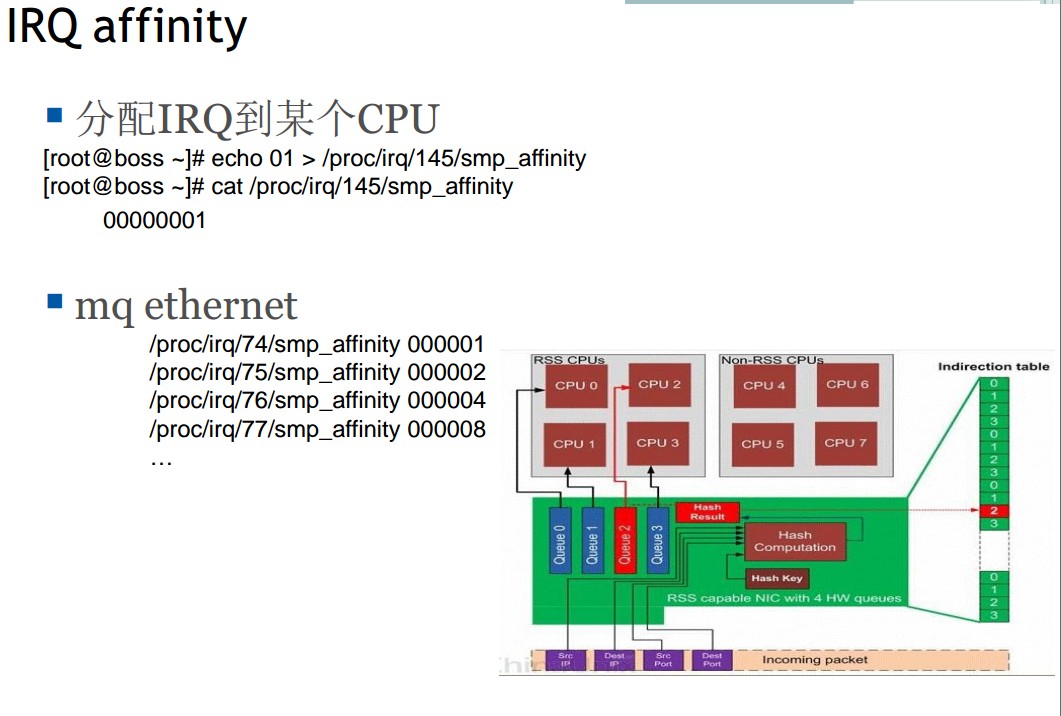 IRQ affinity
分配IRQ到某个CPU
[root@boss ~]# echo 01 > /proc/irq/145/smp_affinity
[root@boss ~]# cat /proc/irq/145/smp_affinity
00000001
mq ethernet
/proc/irq/74/smp_affinity 000001
/proc/irq/75/smp_affinity 000002
/proc/irq/76/smp_affinity 000004
/proc/irq/77/smp_affinity 000008
…
RSS CPUs
CPU 0
CPU 2
CPU 1
CPU 3
Non-RSS CPUs
CPU 4
CPU 6
CPU 5
CPU 7
Indirection table
0
1
2
3
0
1
2
3
0
1
2
3
0
1
2
3
Queue 0
Queue 1
Queue 2
Queue 3
Hash
Result
Hash
Computation
Hash Key
RSS capable NIC with 4 HW queues
Src
IP
Dest
IP
Src
Port
Dest
Port
Incoming packet